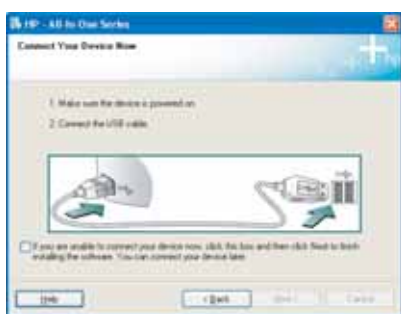 HP - All-In-One Series
Connect Your Device Now
1. Make sure the device is powered on.
2. Connect the USB cable.
If you are unable to connect your device now, click this box and then click Next to finish
installing the software. You can connect your device later.
Help
< Back
Next >
Cancel